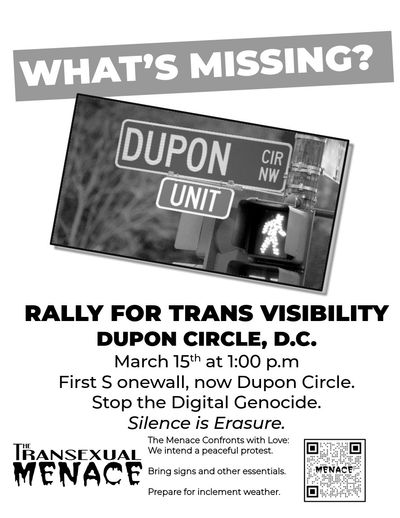 WHAT'S MISSING?
DUPON CIR NW
UNIT
RALLY FOR TRANS VISIBILITY
DUPON CIRCLE, D.C.
March 15th at 1:00 p.m
First S onewall, now Dupon Circle.
Stop the Digital Genocide.
Silence is Erasure.
THE TRANSEXUAL MENACE
The Menace Confronts with Love:
We intend a peaceful protest.
Bring signs and other essentials.
Prepare for inclement weather.
MENACE